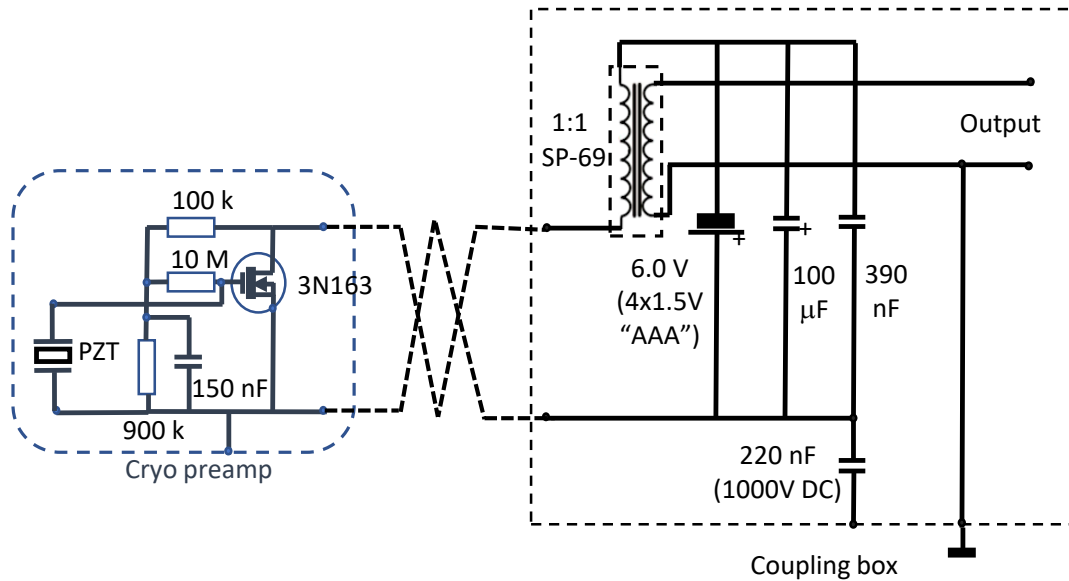 100 k
10 M
3N163
PZT
150 nF
900 k
Cryo preamp
1:1
SP-69
Output
+
+
6.0 V
(4x1.5V
“AAA”)
100
μF
390
nF
220 nF
(1000V DC)
Coupling box